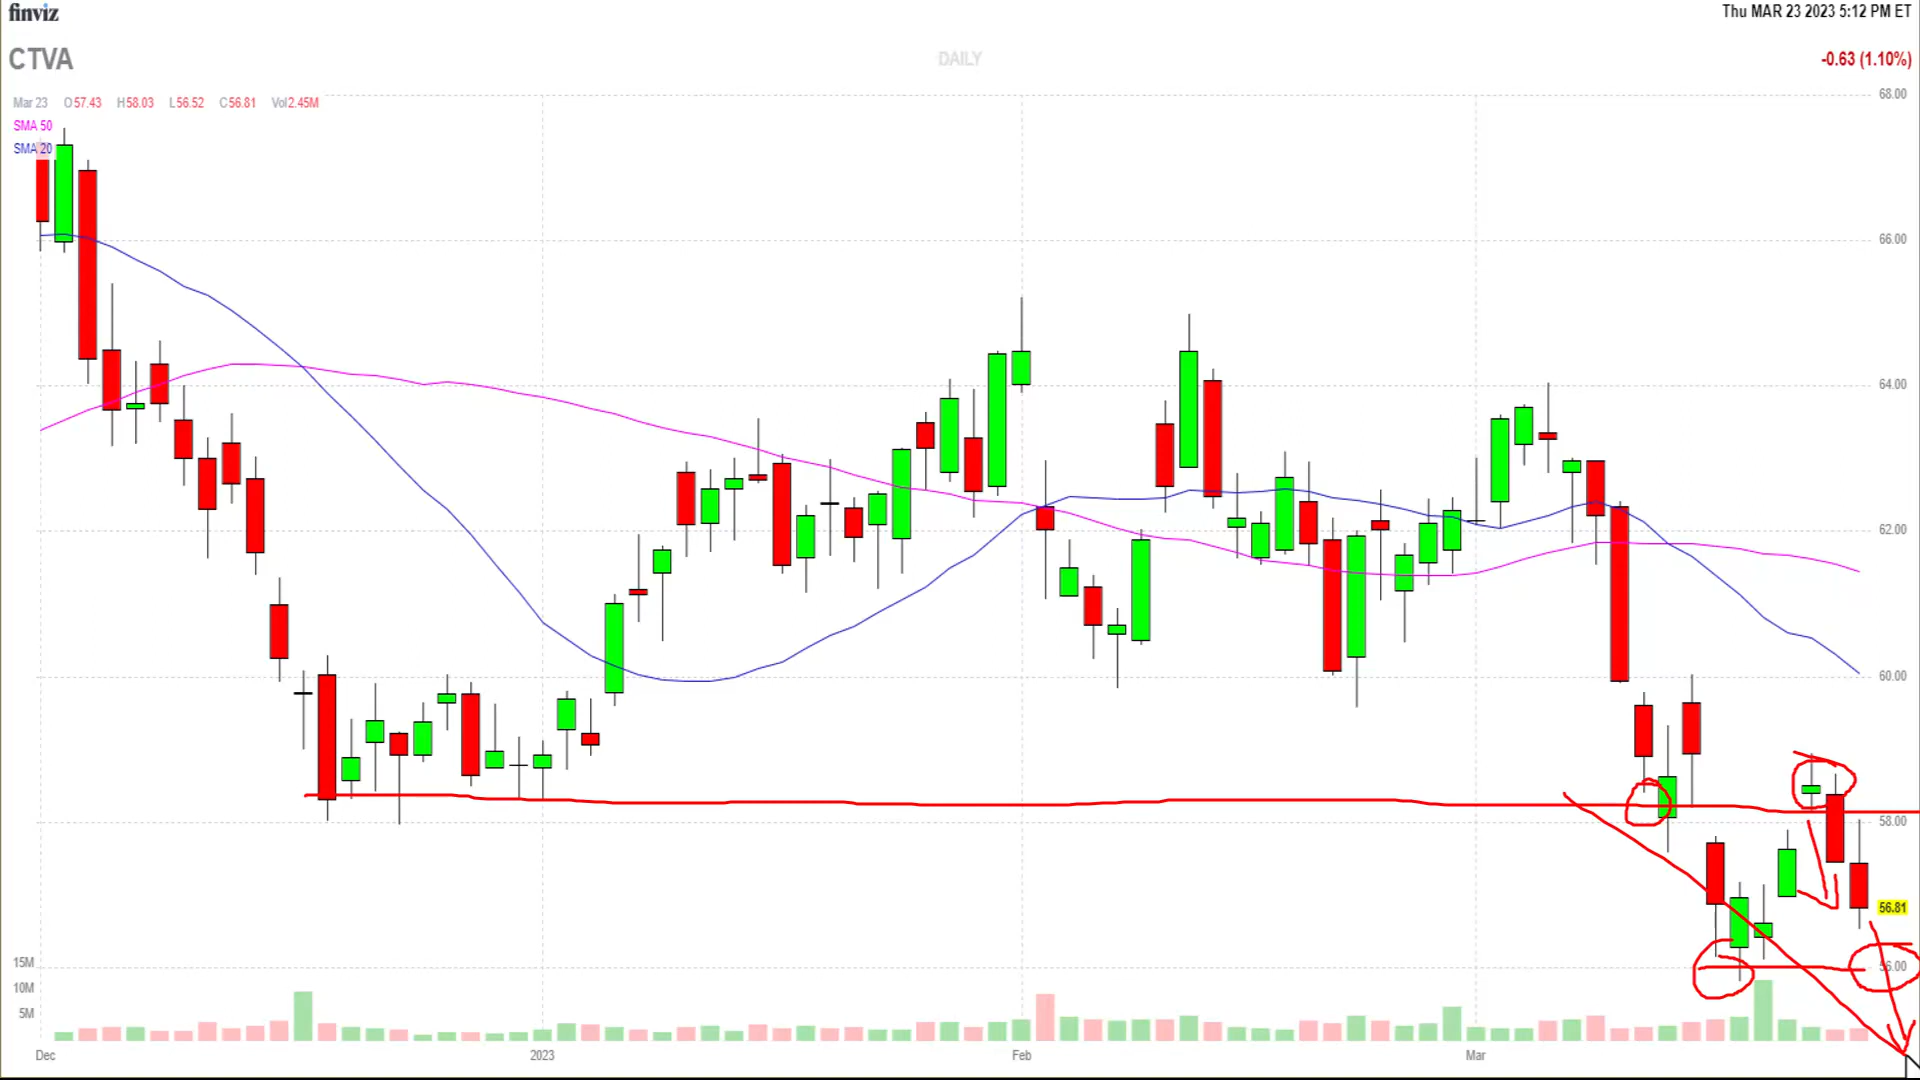 finviz
Thu MAR 23 2023 5:12 PM ET
CTVA
DAILY
-0.63 (1.10%)
Mar 23 O57.43 H58.03 L56.52 C56.81 Vol2.45M
SMA 50
SMA 20
68.00
66.00
64.00
62.00
60.00
58.00
56.81
56.00
15M
10M
5M
Dec 2023 Feb Mar